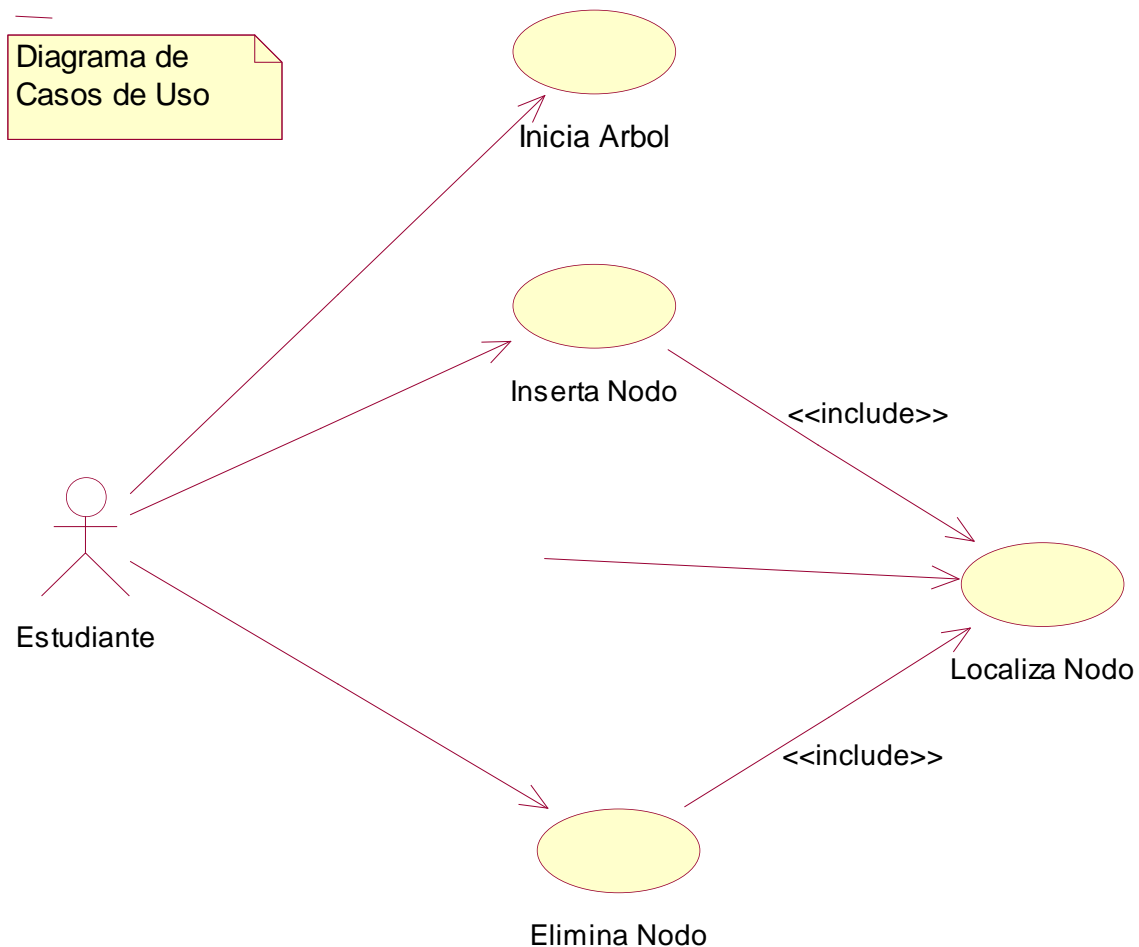 Diagrama de
Casos de Uso
Inicia Arbol
Inserta Nodo
<<include>>
Estudiante
Localiza Nodo
<<include>>
Elimina Nodo